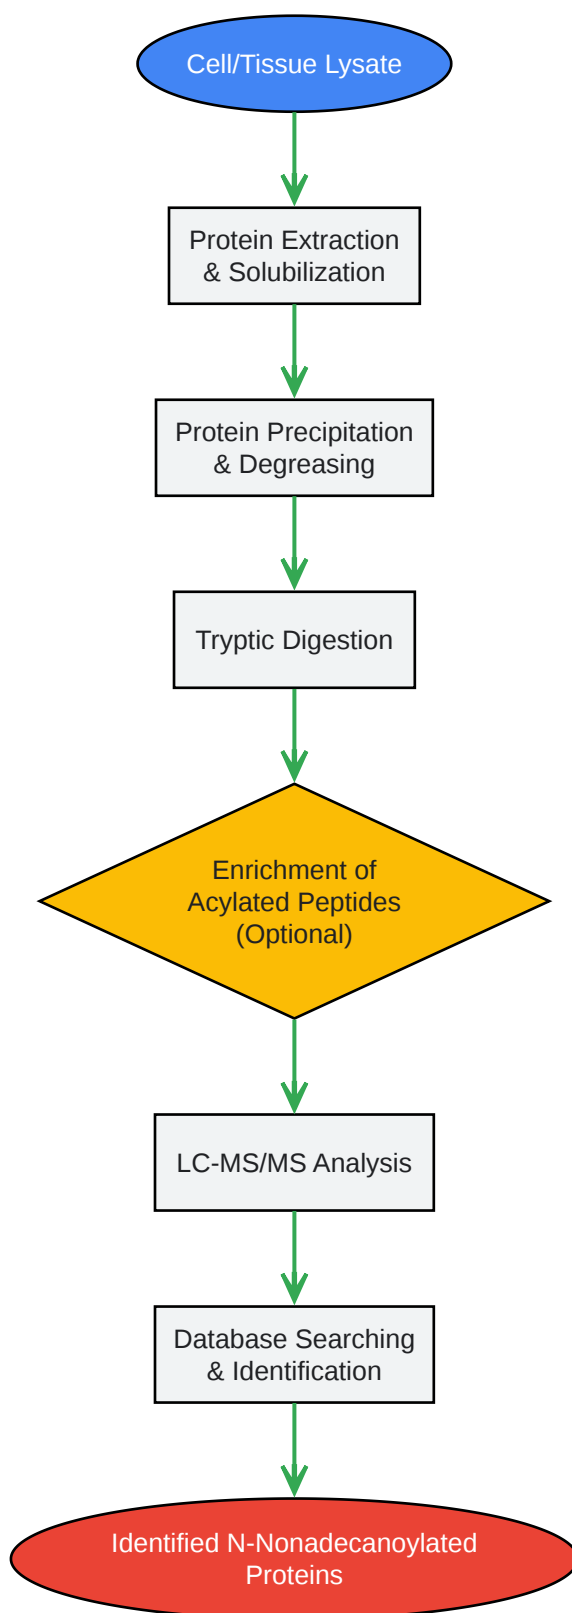 Cell/Tissue Lysate
Protein Extraction
& Solubilization
Protein Precipitation
& Degreasing
Tryptic Digestion
Enrichment of
Acylated Peptides
(Optional)
LC-MS/MS Analysis
Database Searching
& Identification
Identified N-Nonadecanoylated
Proteins